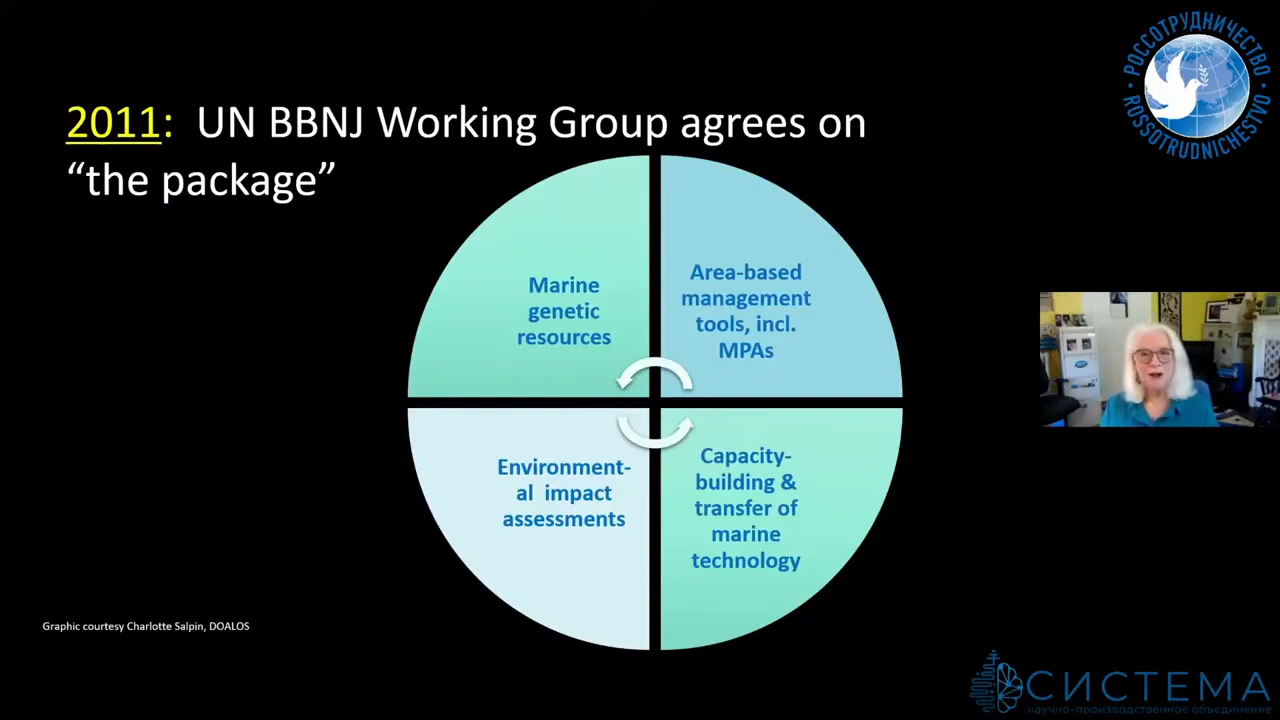 2011: UN BBNJ Working Group agrees on
“the package”
Marine
genetic
resources
Area-based
management
tools, incl.
MPAs
Environment-
al impact
assessments
Capacity-
building &
transfer of
marine
technology
Graphic courtesy Charlotte Salpin, DOALOS
РОССОТРУДНИЧЕСТВО
ROSSOTRUDNICHESTVO
СИСТЕМА
научно-производственное объединение